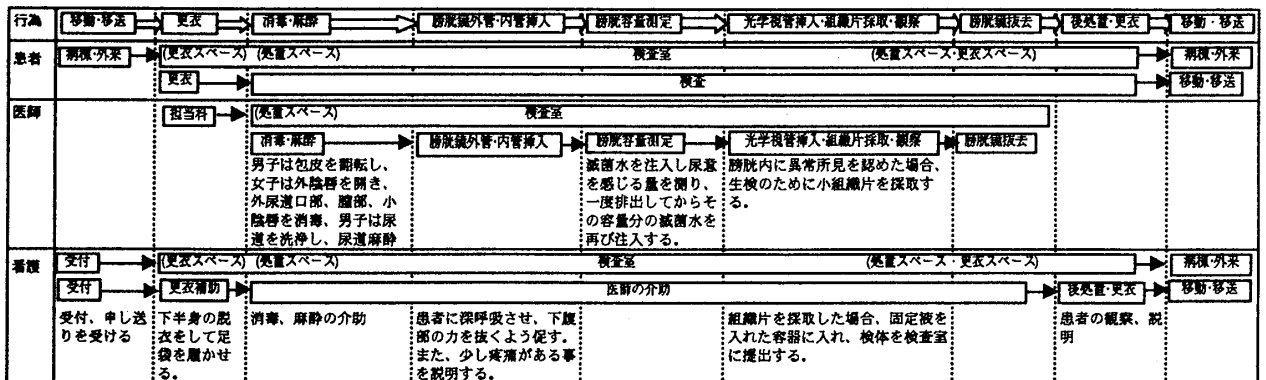 行為 移動・移送 更衣 消毒・麻酔 膀胱鏡外管・内管挿入 膀胱容量測定 光学視管挿入・組織片採取・観察 膀胱鏡抜去 後処置・更衣 移動・移送
患者 病棟・外来 (更衣スペース) (処置スペース) 検査室 (処置スペース・更衣スペース) 病棟・外来
更衣 検査 移動・移送
医師 担当科 (処置スペース) 検査室
消毒・麻酔 膀胱鏡外管・内管挿入 膀胱容量測定 光学視管挿入・組織片採取・観察 膀胱鏡抜去
男子は包皮を翻転し、
女子は外陰唇を開き、
外尿道口部、膣部、小
陰唇を消毒、男子は尿
道を洗浄し、尿道麻酔
滅菌水を注入し尿意
を感じる量を測り、
一度排出してからそ
の容量分の滅菌水を
再び注入する。
膀胱内に異常所見を認めた場合、
生検のために小組織片を採取す
る。
看護 受付 (更衣スペース) (処置スペース) 検査室 (処置スペース・更衣スペース) 病棟・外来
受付 更衣補助 医師の介助 後処置・更衣 移動・移送
受付、申し送
りを受ける
下半身の脱
衣をして足
袋を履かせ
る。
消毒、麻酔の介助
患者に深呼吸させ、下腹
部の力を抜くよう促す。
また、少し疼痛がある事
を説明する。
組織片を採取した場合、固定液を
入れた容器に入れ、検体を検査室
に提出する。
患者の観察、説
明